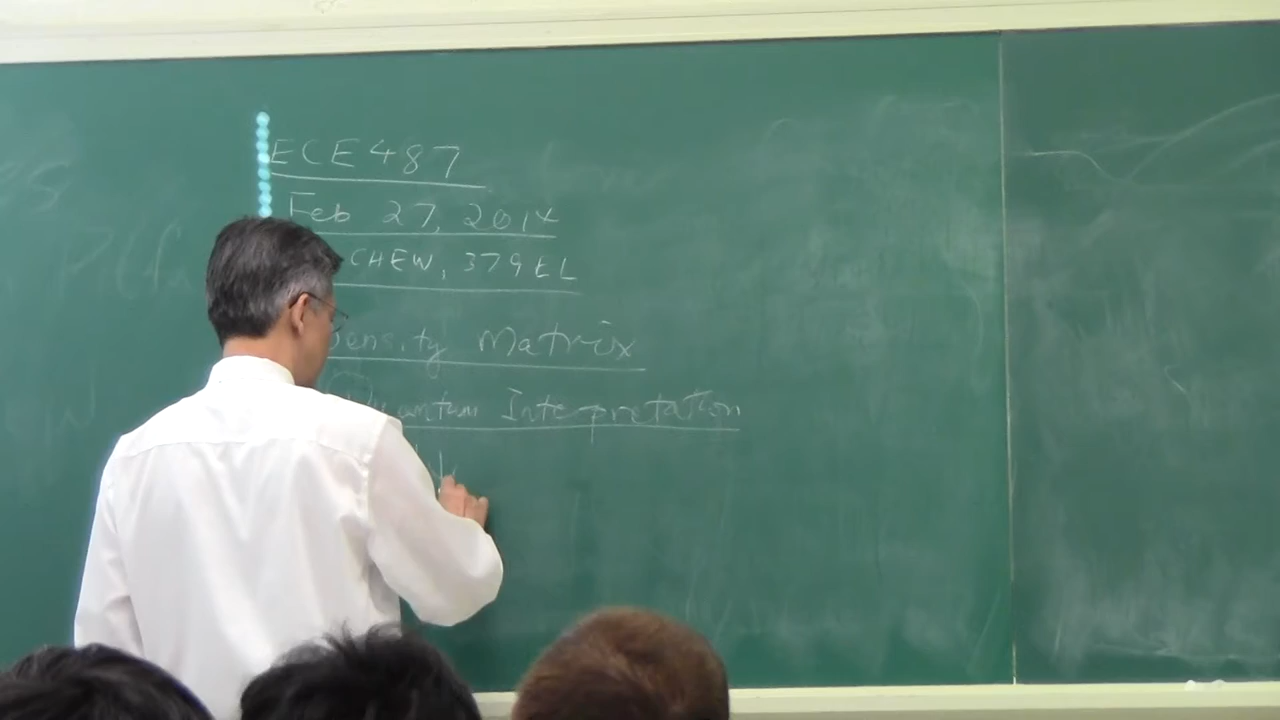 ECE487
Feb 27, 2014
CHEW, 379EL
Density Matrix
Quantum Interpretation